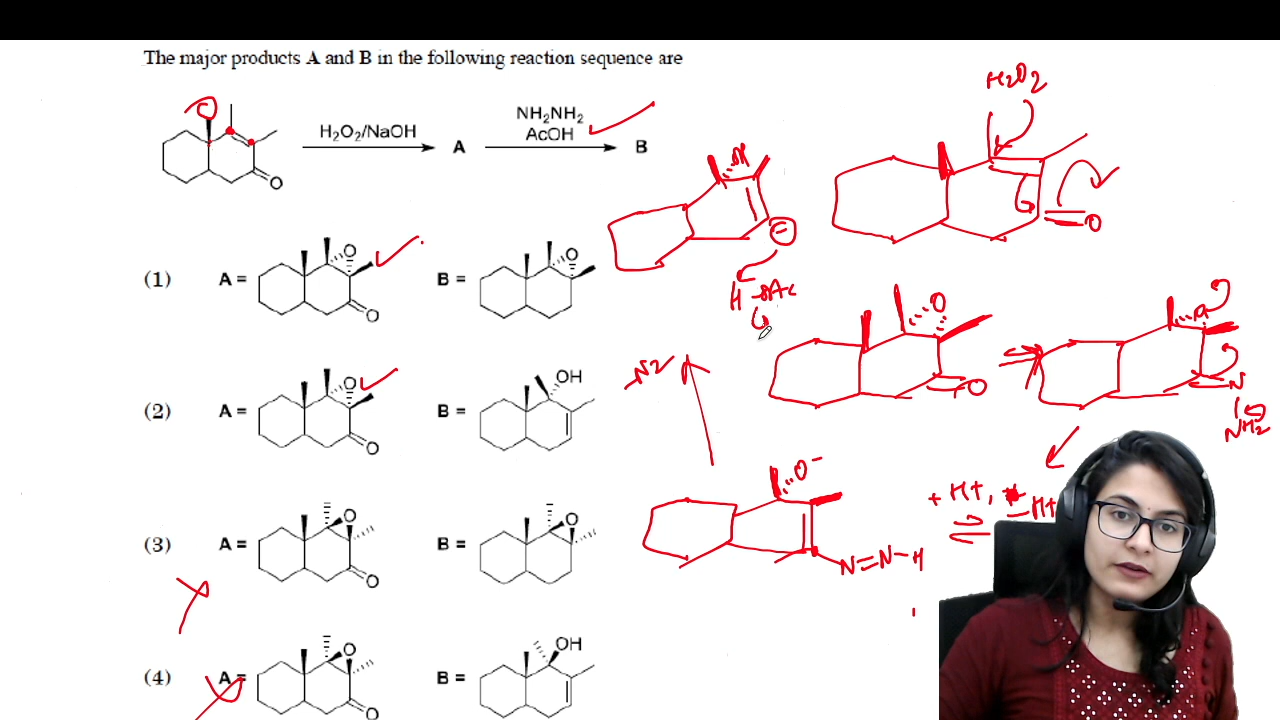 The major products A and B in the following reaction sequence are
H2O2
NH2NH2
H2O2/NaOH
AcOH
A
B
O
OH
O
(1)
A =
O
O
B =
O
H-OAc
O
O
-N2
(2)
A =
O
O
B =
OH
N
NH2
O-
+H+, -H+
(3)
A =
O
O
B =
O
N=N-H
(4)
A =
O
O
B =
OH